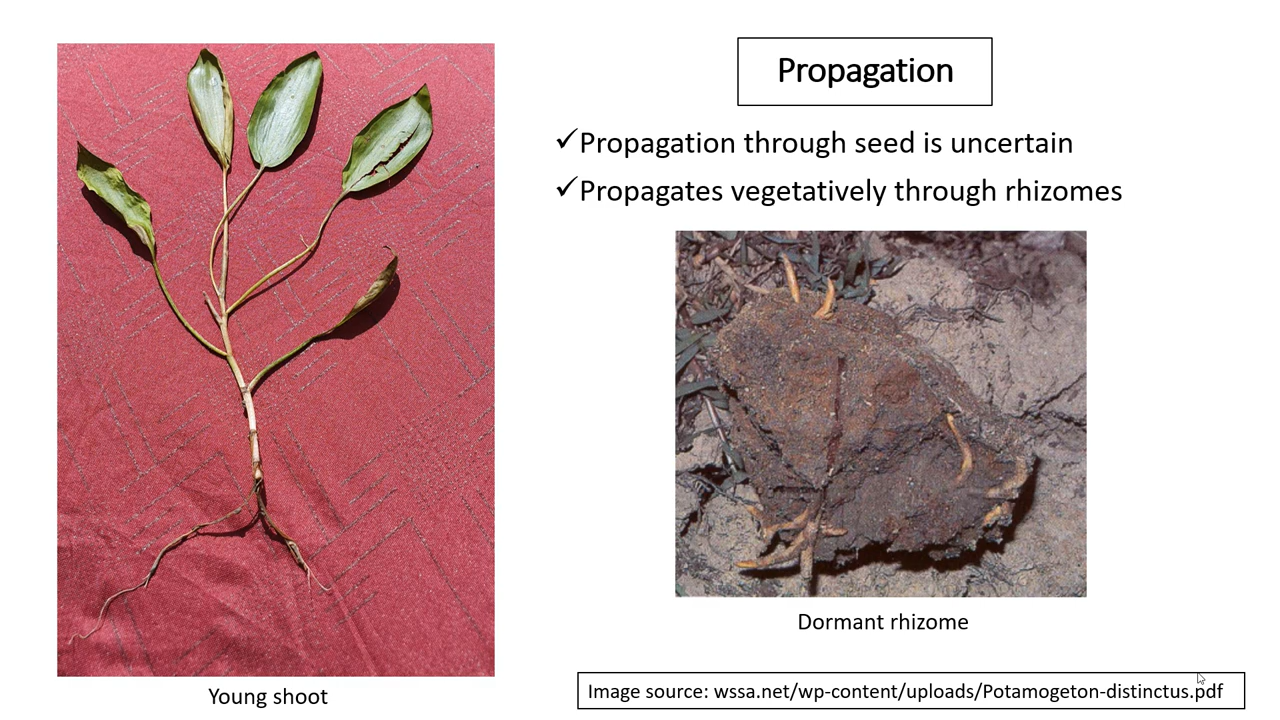 Propagation
✓Propagation through seed is uncertain
✓Propagates vegetatively through rhizomes
Dormant rhizome
Young shoot
Image source: wssa.net/wp-content/uploads/Potamogeton-distinctus.pdf